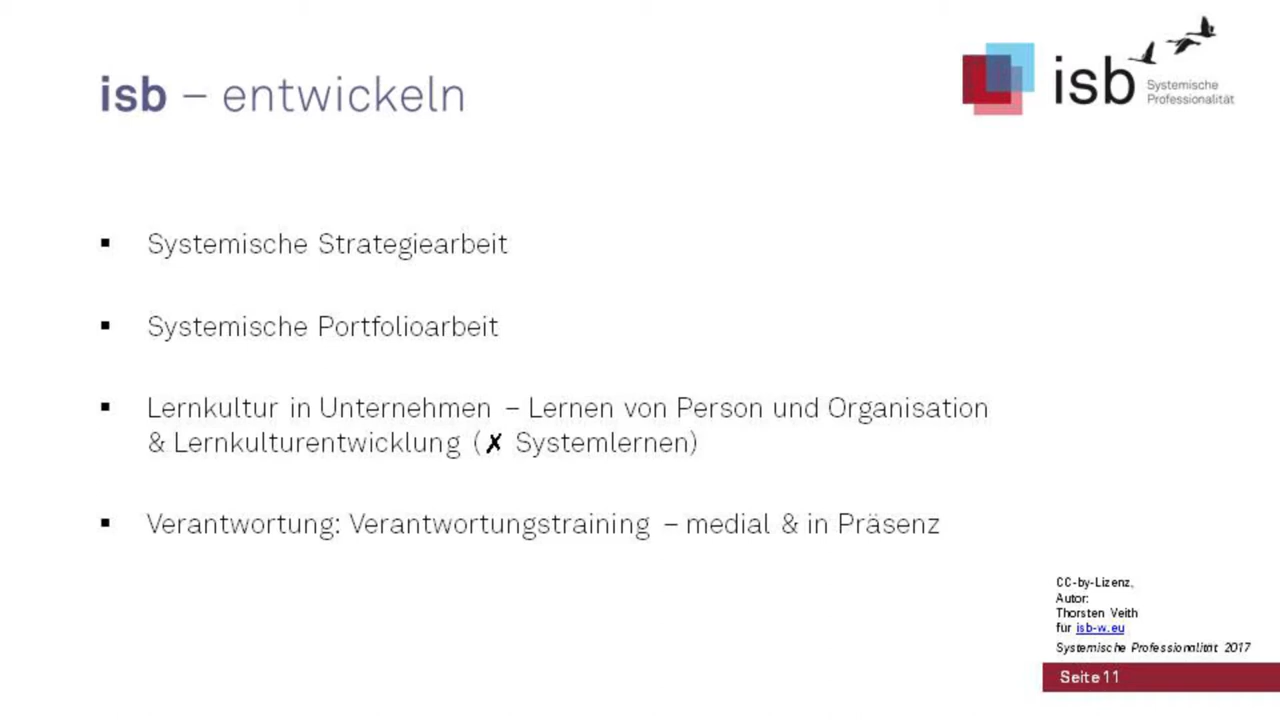 isb – entwickeln
isb
Systemische
Professionalität
▪ Systemische Strategiearbeit
▪ Systemische Portfolioarbeit
▪ Lernkultur in Unternehmen – Lernen von Person und Organisation
& Lernkulturentwicklung (✗ Systemlernen)
▪ Verantwortung: Verantwortungstraining – medial & in Präsenz
CC-by-Lizenz,
Autor:
Thorsten Veith
für isb-w.eu
Systemische Professionalität 2017
Seite 11